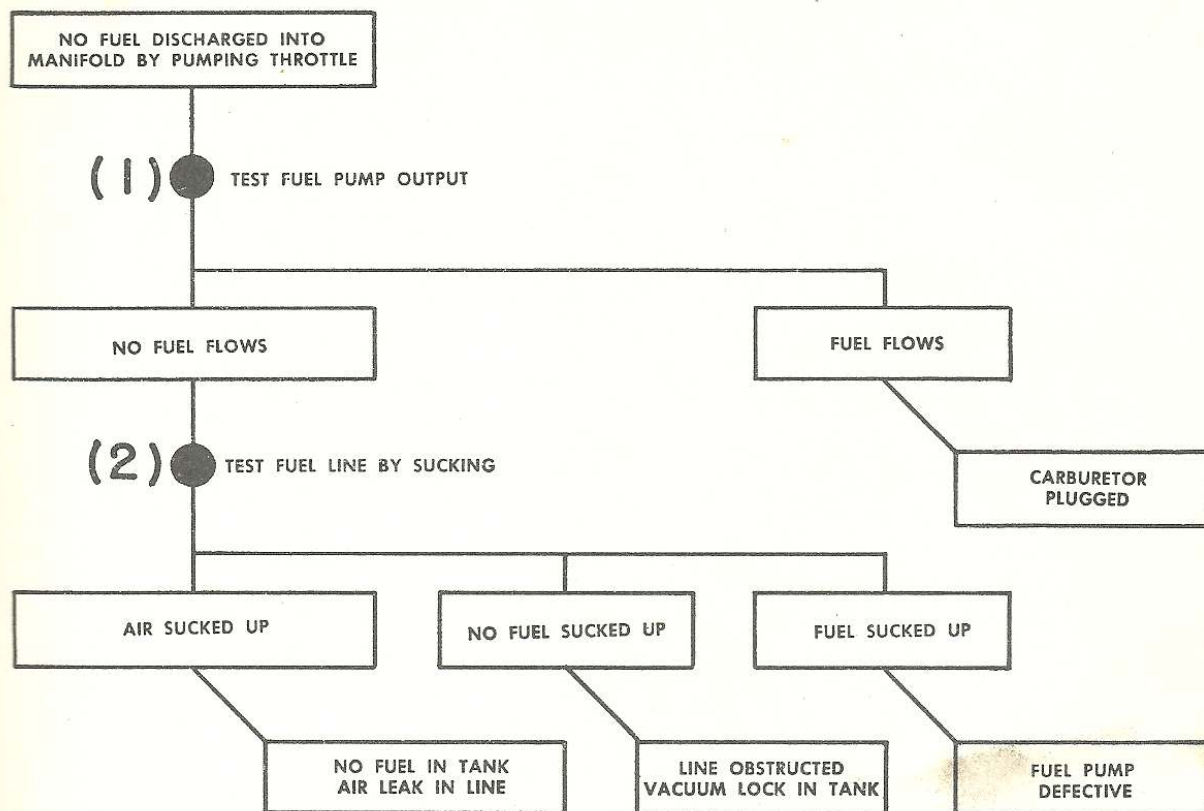 NO FUEL DISCHARGED INTO
MANIFOLD BY PUMPING THROTTLE
(1) TEST FUEL PUMP OUTPUT
NO FUEL FLOWS
FUEL FLOWS
(2) TEST FUEL LINE BY SUCKING
CARBURETOR
PLUGGED
AIR SUCKED UP
NO FUEL SUCKED UP
FUEL SUCKED UP
NO FUEL IN TANK
AIR LEAK IN LINE
LINE OBSTRUCTED
VACUUM LOCK IN TANK
FUEL PUMP
DEFECTIVE